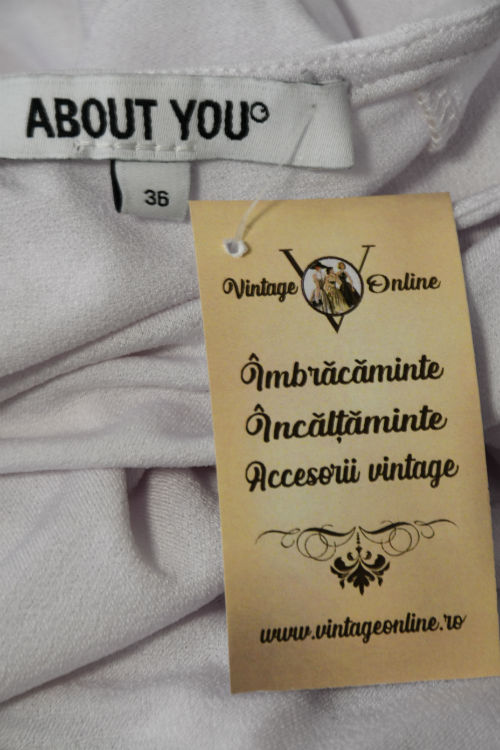 ABOUT YOU
36
V
Vintage Online
Îmbrăcăminte
Încălțăminte
Accesorii vintage
www.vintageonline.ro